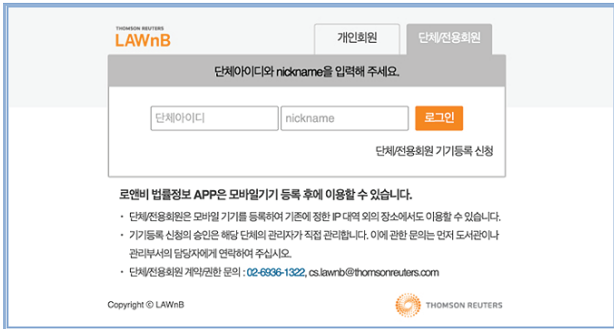 THOMSON REUTERS
LAWnB
개인회원
단체/전용회원
단체아이디와 nickname을 입력해 주세요.
단체아이디
nickname
로그인
단체/전용회원 기기등록 신청
로앤비 법률정보 APP은 모바일기기 등록 후에 이용할 수 있습니다.
· 단체/전용회원은 모바일 기기를 등록하여 기존에 정한 IP 대역 외의 장소에서도 이용할 수 있습니다.
· 기기등록 신청의 승인은 해당 단체의 관리자가 직접 관리합니다. 이에 관한 문의는 먼저 도서관이나
관리부서의 담당자에게 연락하여 주십시오.
· 단체/전용회원 계약/권한 문의 : 02-6936-1322, cs.lawnb@thomsonreuters.com
Copyright © LAWnB
THOMSON REUTERS